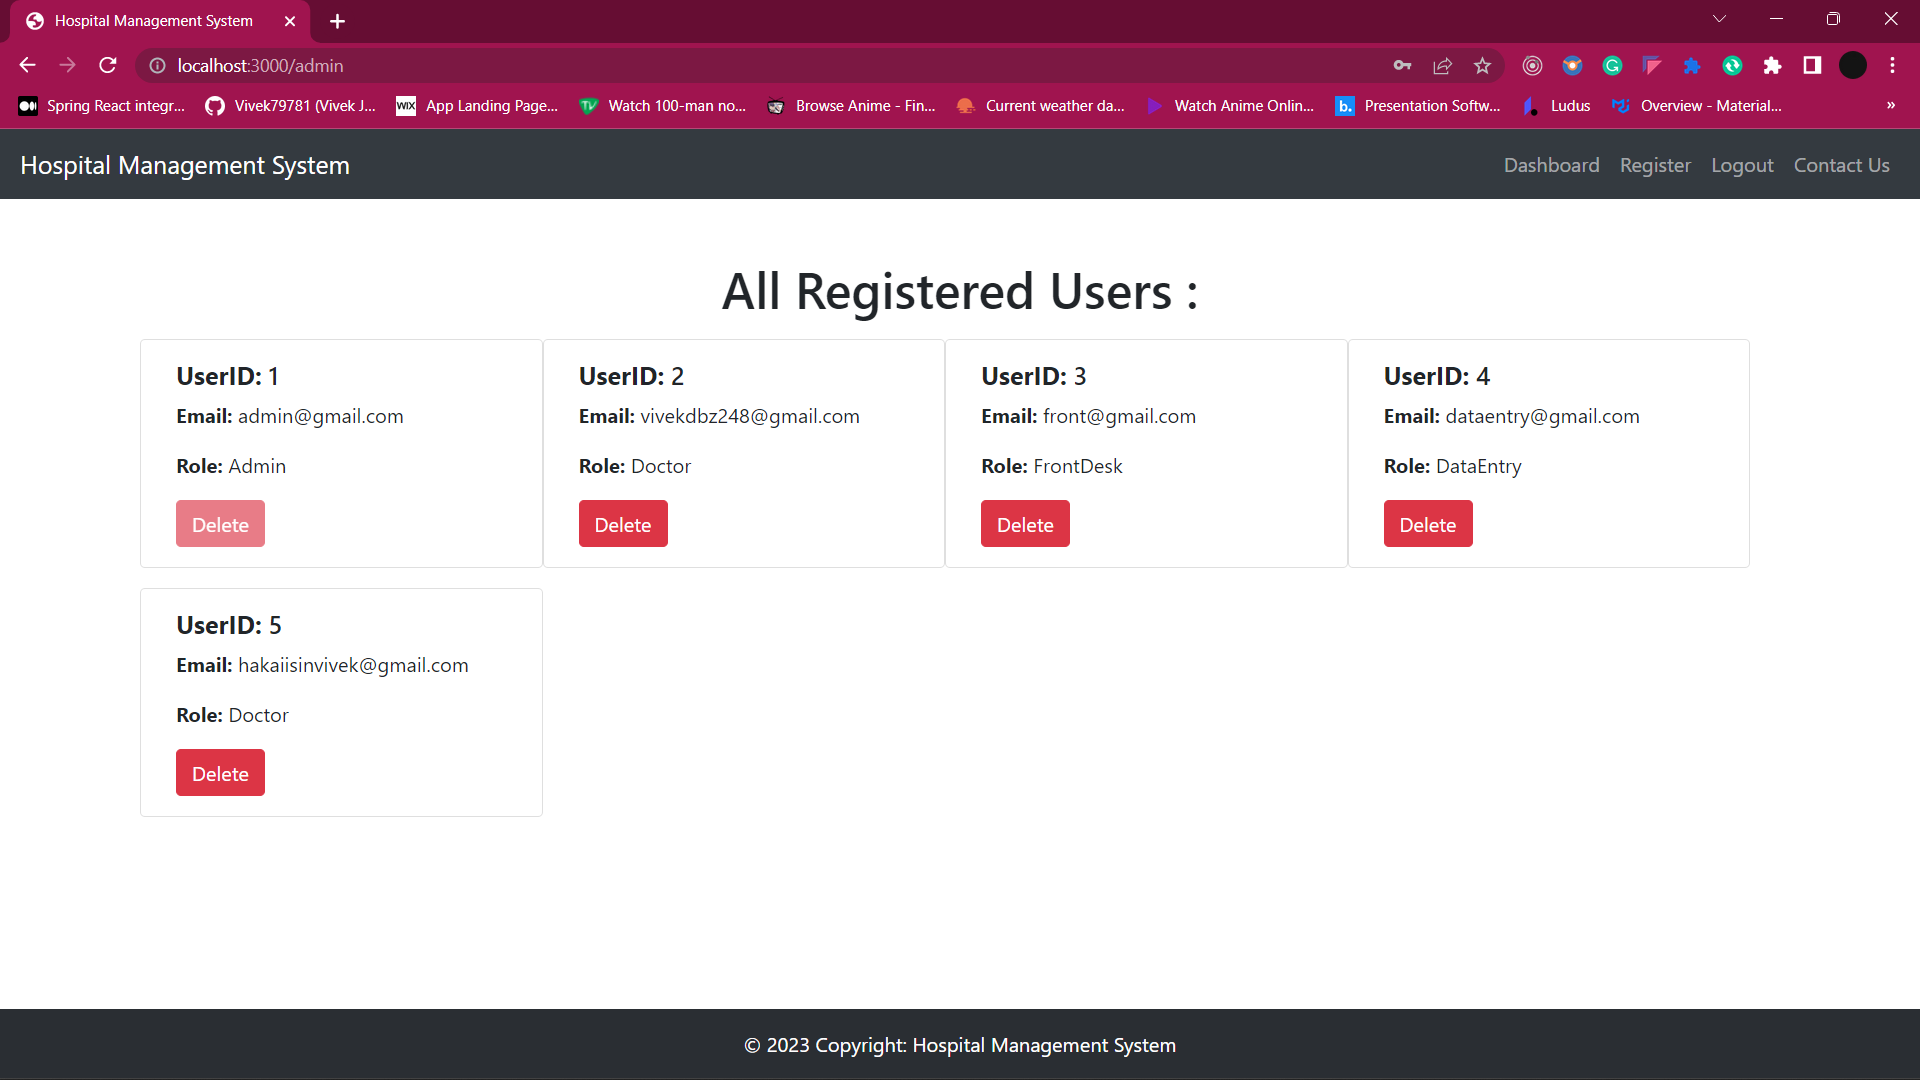 Hospital Management System
localhost:3000/admin
Spring React integr... Vivek79781 (Vivek J... WIX App Landing Page... TV Watch 100-man no... Browse Anime - Fin... Current weather da... Watch Anime Onlin... b. Presentation Softw... Ludus Overview - Material... »
Hospital Management System Dashboard Register Logout Contact Us
All Registered Users :
UserID: 1
Email: admin@gmail.com
Role: Admin
Delete
UserID: 2
Email: vivekdbz248@gmail.com
Role: Doctor
Delete
UserID: 3
Email: front@gmail.com
Role: FrontDesk
Delete
UserID: 4
Email: dataentry@gmail.com
Role: DataEntry
Delete
UserID: 5
Email: hakaiisinvivek@gmail.com
Role: Doctor
Delete
© 2023 Copyright: Hospital Management System